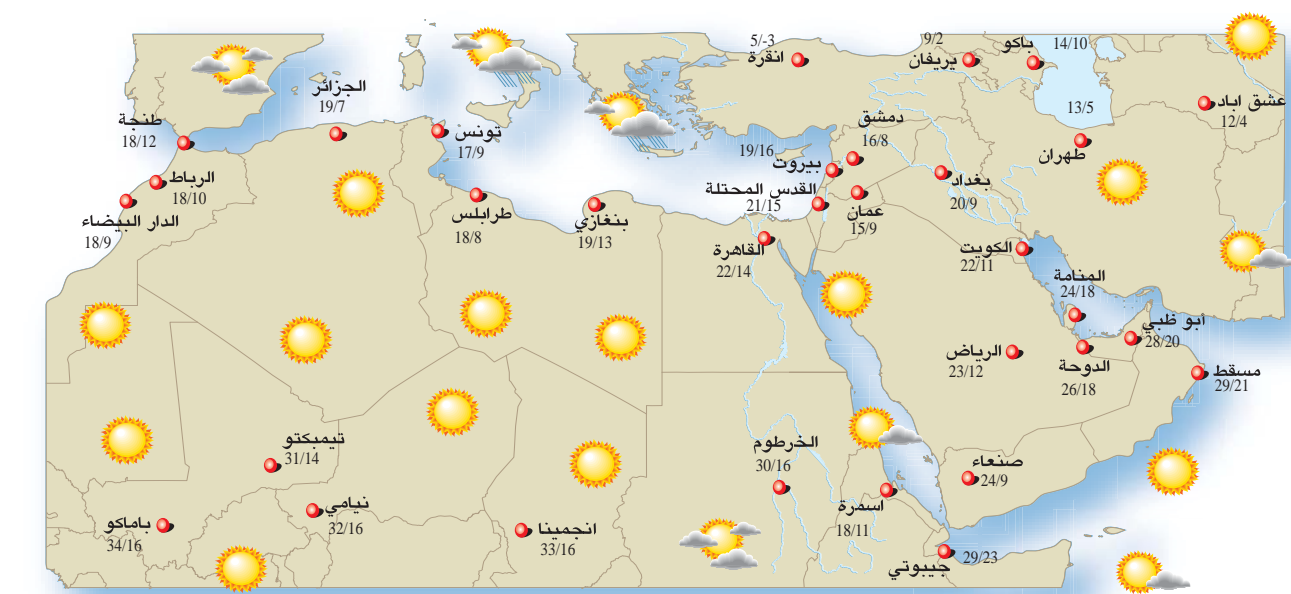 5/-3
انقرة
9/2
يريفان
باكو
14/10
عشق اباد
12/4
13/5
طهران
الجزائر
19/7
طنجة
18/12
تونس
17/9
دمشق
16/8
19/16
بيروت
القدس المحتلة
21/15
عمان
15/9
بغداد
20/9
الرباط
18/10
الدار البيضاء
18/9
طرابلس
18/8
بنغازي
19/13
القاهرة
22/14
الكويت
22/11
المنامة
24/18
أبو ظبي
28/20
الرياض
23/12
الدوحة
26/18
مسقط
29/21
تيمبكتو
31/14
الخرطوم
30/16
صنعاء
24/9
باماكو
34/16
نيامي
32/16
انجمينا
33/16
اسمرة
18/11
29/23
جيبوتي